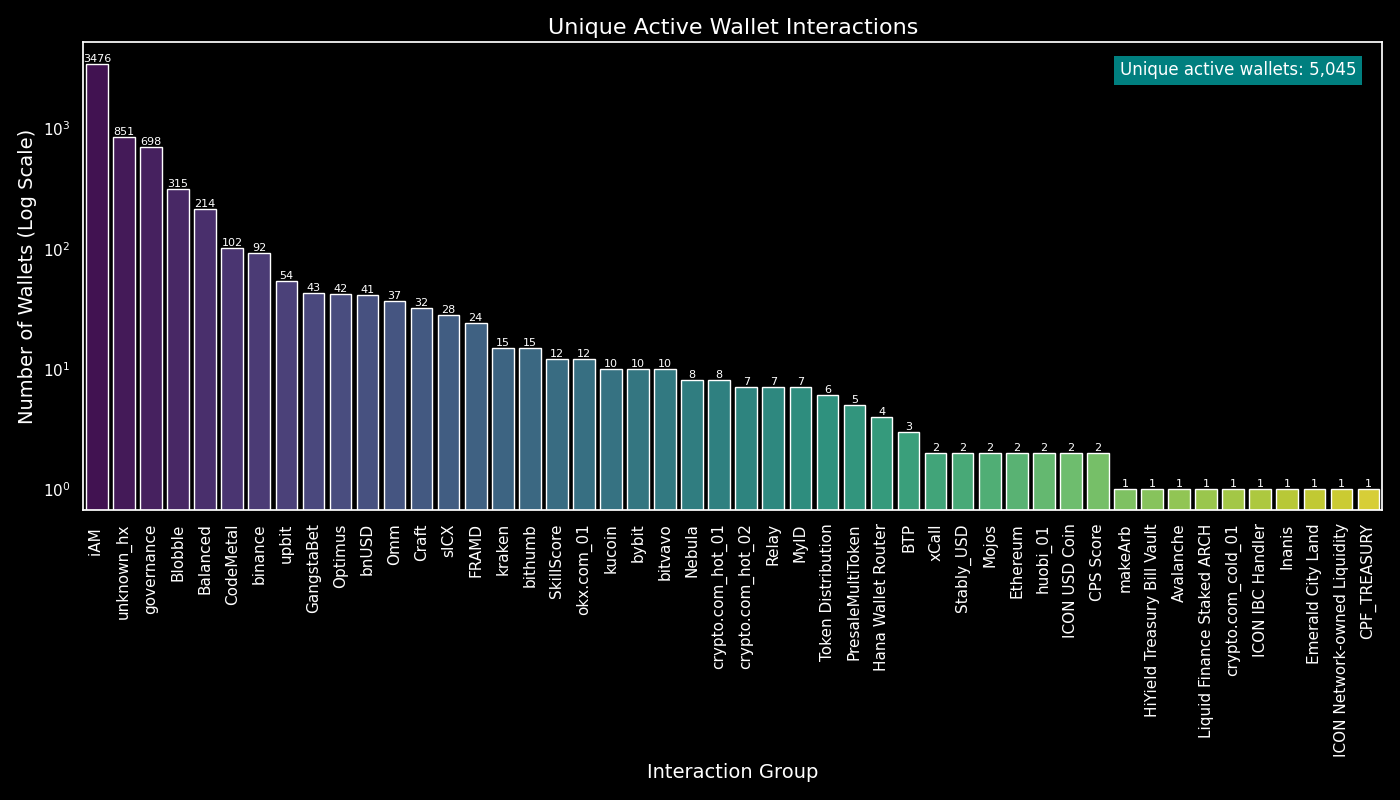 Unique Active Wallet Interactions
Unique active wallets: 5,045
Number of Wallets (Log Scale)
10³
10²
10¹
10⁰
3476
851
698
315
214
102
92
54
43
42
41
37
32
28
24
15
15
12
12
10
10
10
8
8
7
7
7
6
5
4
3
2
2
2
2
2
2
2
1
1
1
1
1
1
1
1
1
1
iAM
unknown_hx
governance
Blobble
Balanced
CodeMetal
binance
upbit
GangstaBet
Optimus
bnUSD
Omm
Craft
sICX
FRAMD
kraken
bithumb
SkillScore
okx.com_01
kucoin
bybit
bitvavo
Nebula
crypto.com_hot_01
crypto.com_hot_02
Relay
MyID
Token Distribution
PresaleMultiToken
Hana Wallet Router
BTP
xCall
Stably_USD
Mojos
Ethereum
huobi_01
ICON USD Coin
CPS Score
makeArb
HiYield Treasury Bill Vault
Avalanche
Liquid Finance Staked ARCH
crypto.com_cold_01
ICON IBC Handler
Inanis
Emerald City Land
ICON Network-owned Liquidity
CPF_TREASURY
Interaction Group